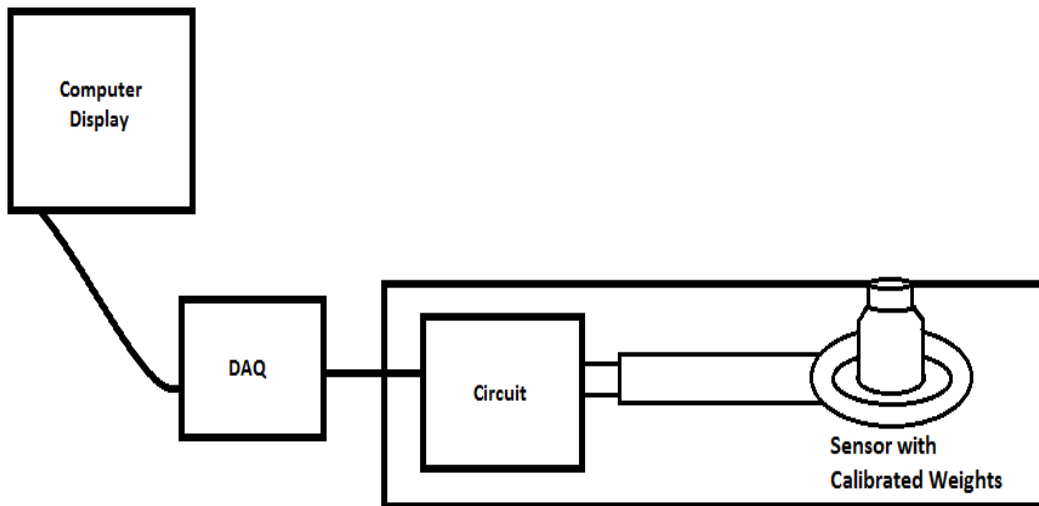 Computer
Display
DAQ
Circuit
Sensor with
Calibrated Weights